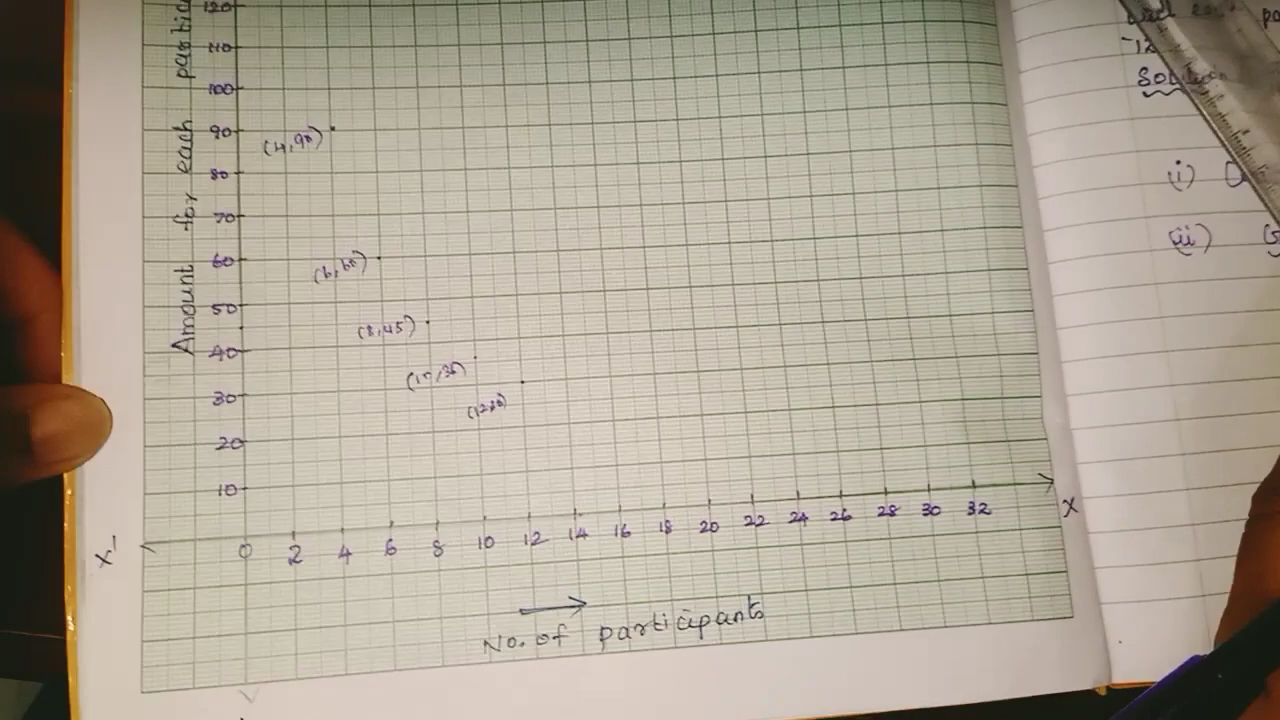 120
110
100
90
80
70
60
50
40
30
20
10
Amount for each
(4,90)
(6,60)
(8,45)
(10,36)
X
0 2 4 6 8 10 12 14 16 18 20 22 24 26 28 30 32
X
No. of participants
Solution
(i)
(ii)